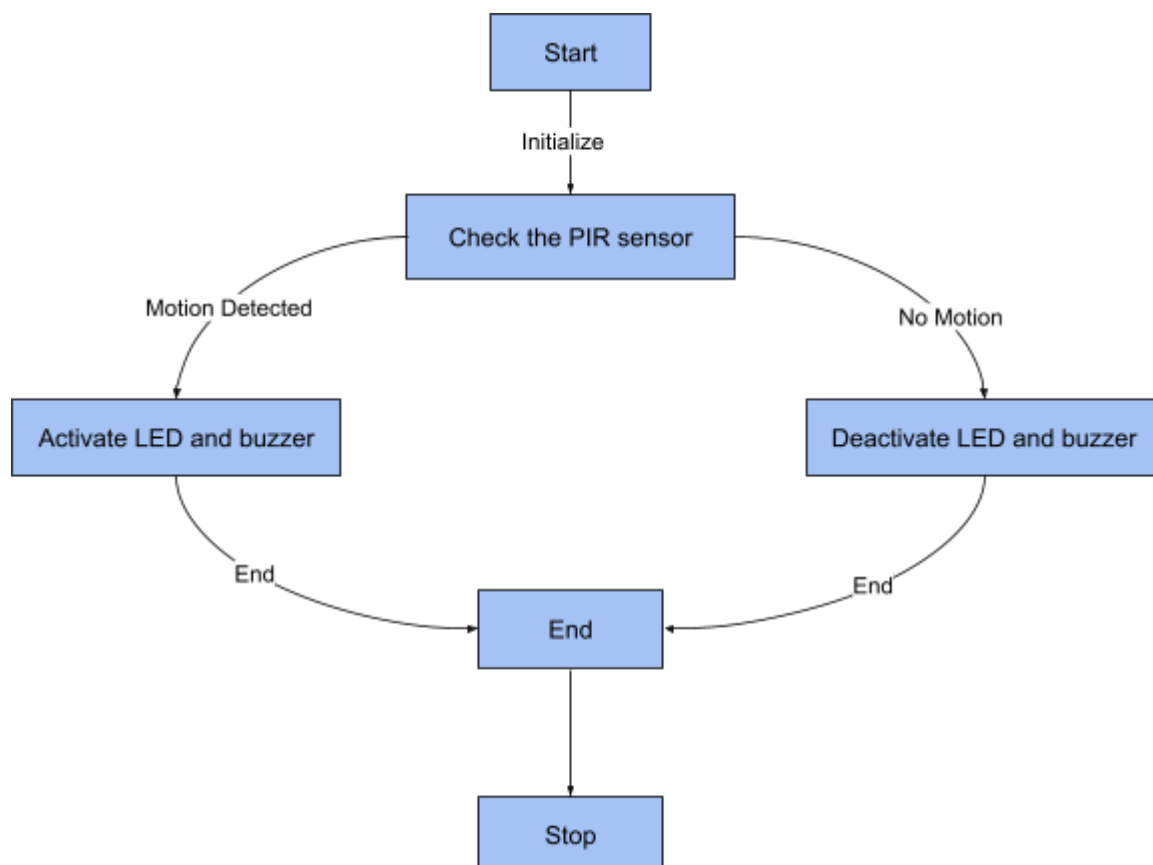 Start
Initialize
Check the PIR sensor
Motion Detected
No Motion
Activate LED and buzzer
Deactivate LED and buzzer
End
End
End
Stop